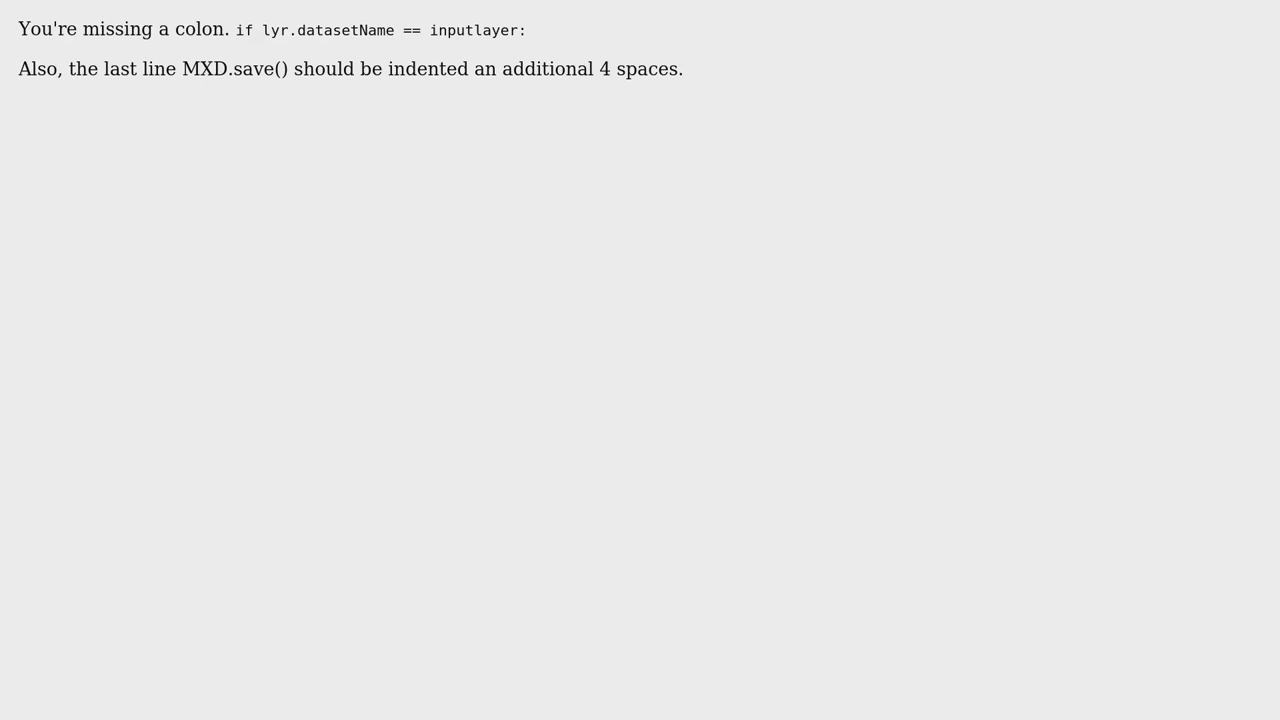 You're missing a colon. if lyr.datasetName == inputlayer:
Also, the last line MXD.save() should be indented an additional 4 spaces.